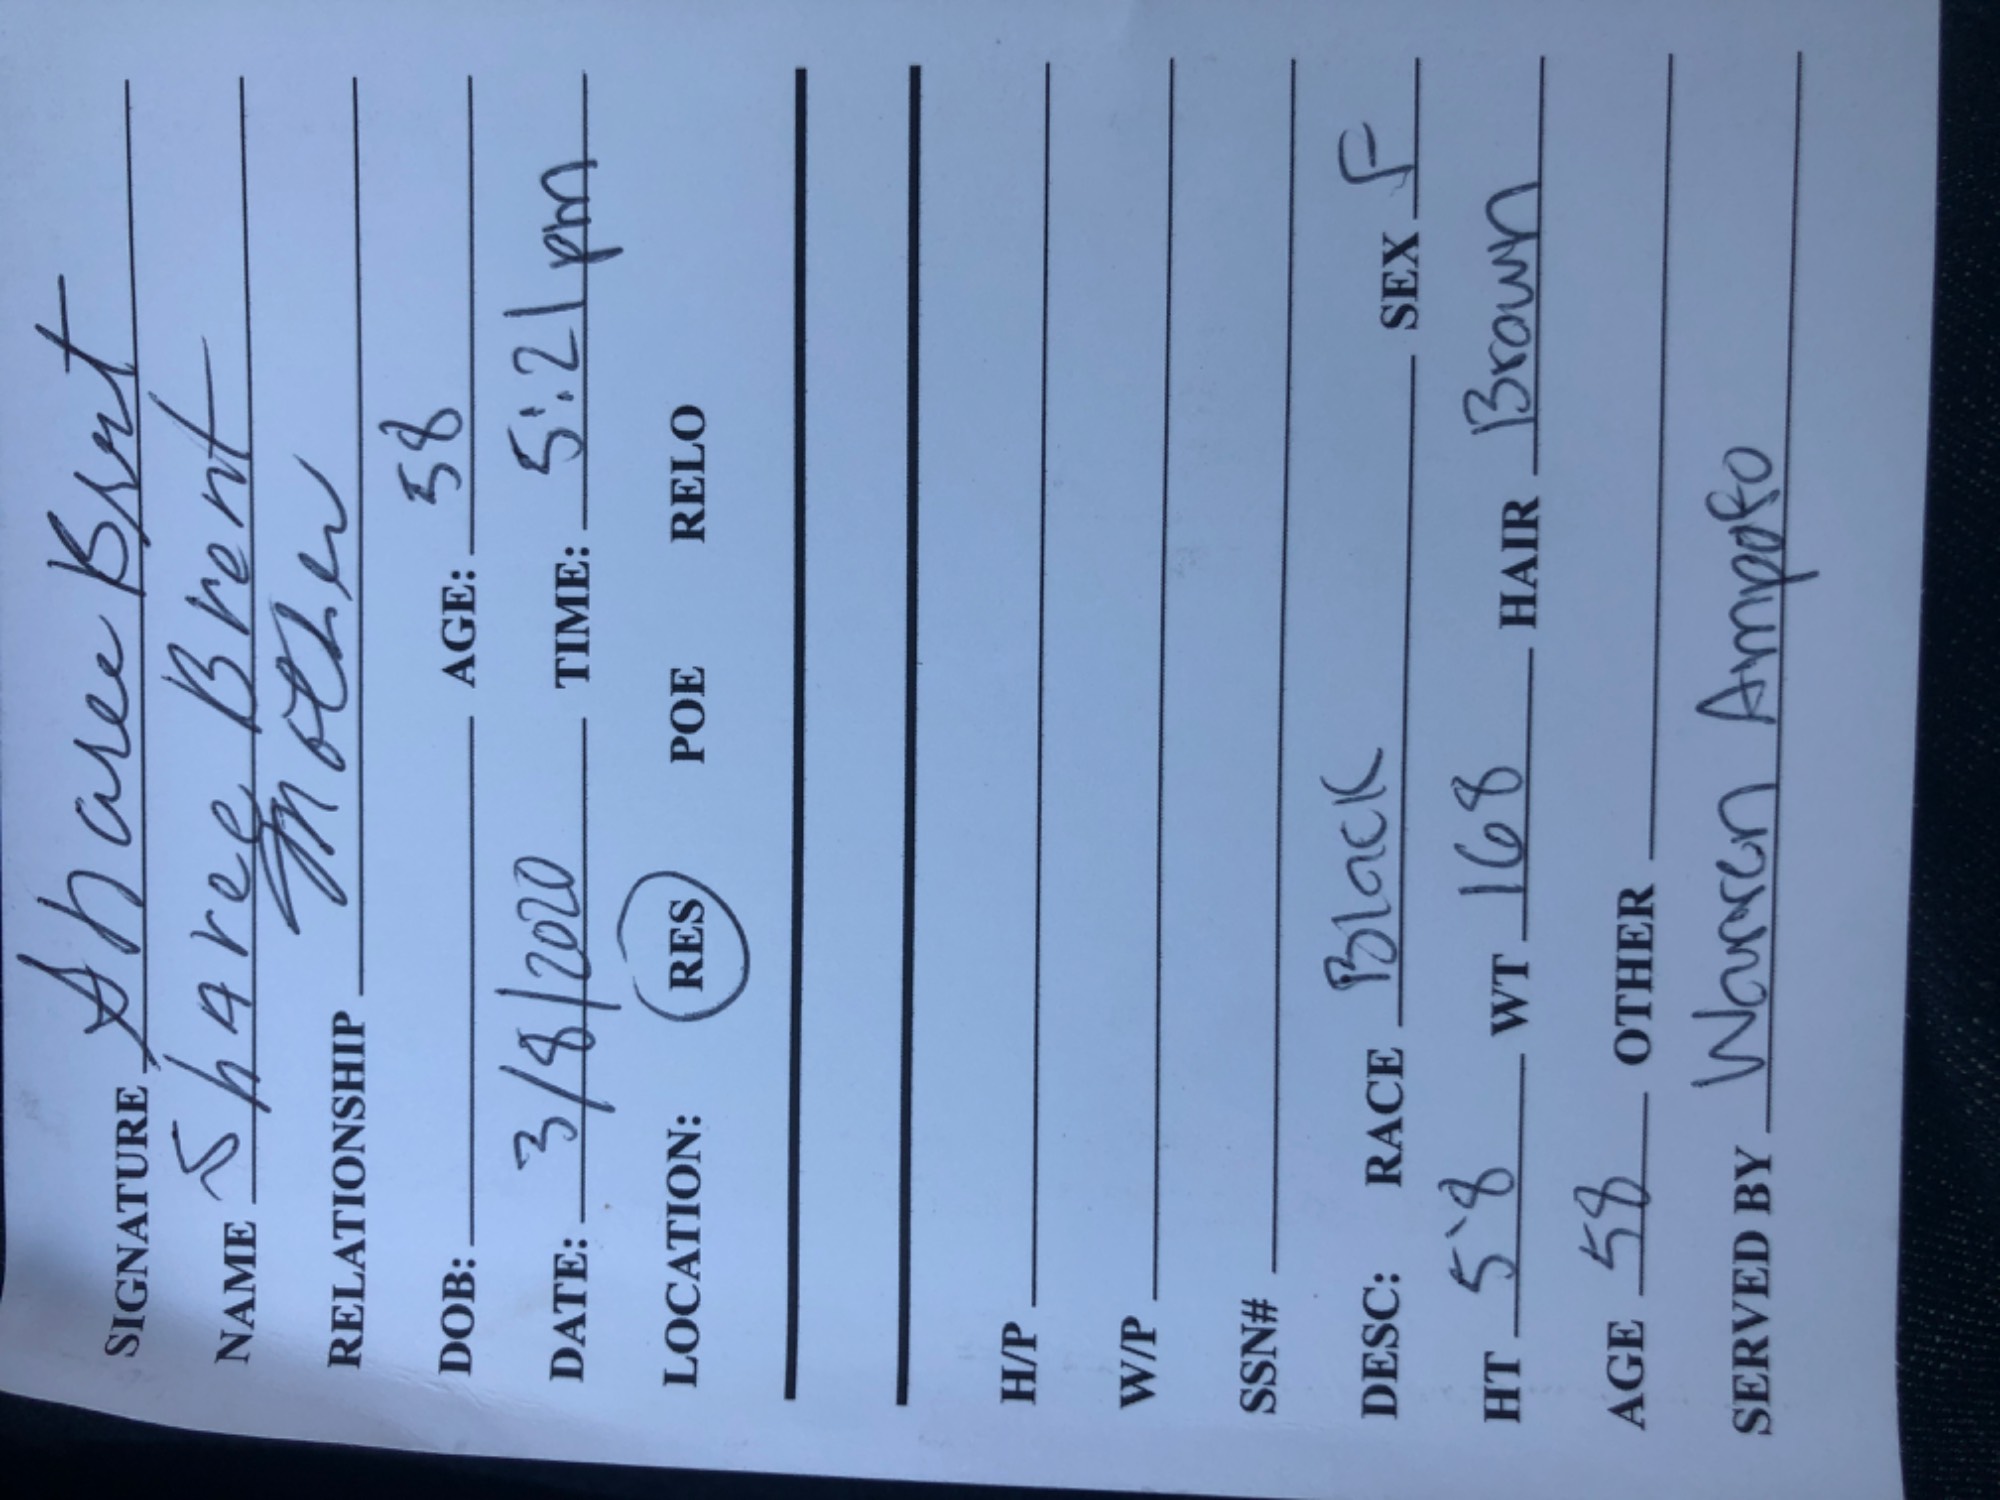 SIGNATURE Sharee Brent
NAME Sharee Brent
RELATIONSHIP Mother
DOB: AGE: 58
DATE: 3/8/2020 TIME: 5:21pm
LOCATION: RES POE RELO
H/P
W/P
SSN#
DESC: RACE Black SEX F
HT 5'8 WT 168 HAIR Brown
AGE 58 OTHER
SERVED BY Warren Ampofo